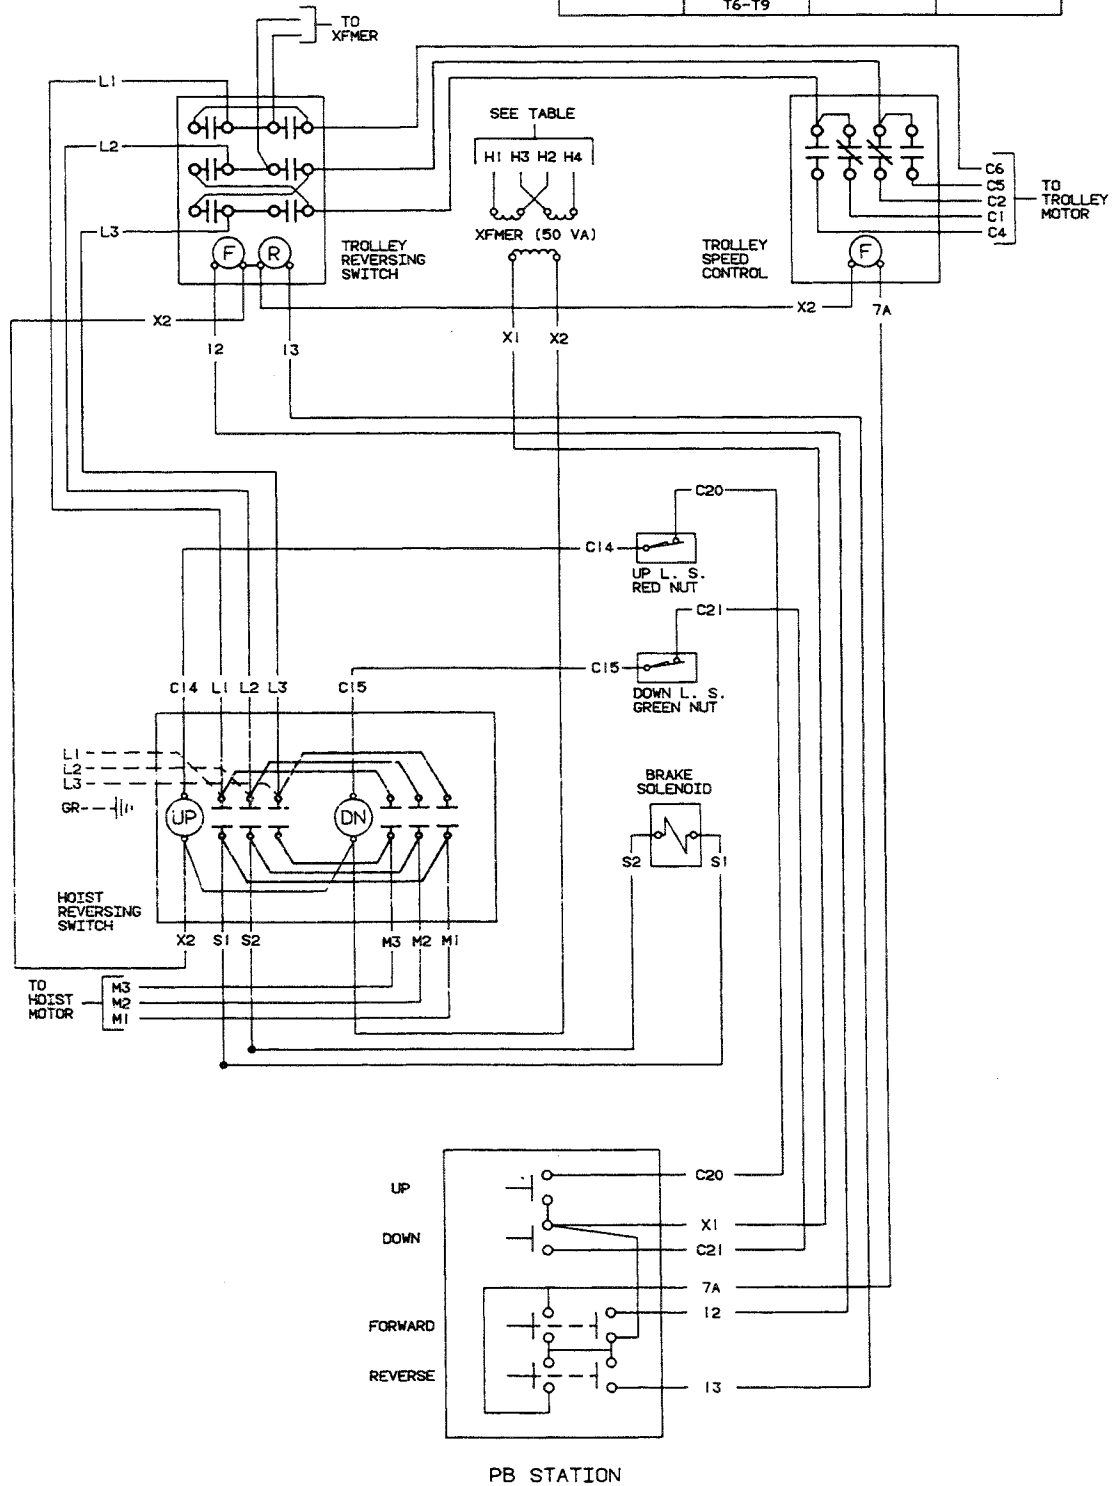 T6-T9
TO
XFMER
L1
L2
L3
SEE TABLE
H1 H3 H2 H4
XFMER (50 VA)
F R
TROLLEY
REVERSING
SWITCH
TROLLEY
SPEED
CONTROL
F
C6
C5
C2
C1
C4
TO
TROLLEY
MOTOR
X2
12
13
X1 X2
X2
7A
C20
C14
UP L. S.
RED NUT
C21
C15
DOWN L. S.
GREEN NUT
C14 L1 L2 L3 C15
L1
L2
L3
GR
UP
DN
BRAKE
SOLENOID
S2 S1
HOIST
REVERSING
SWITCH
X2 S1 S2 M3 M2 M1
TO
HOIST
MOTOR
M3
M2
M1
UP
C20
X1
DOWN
C21
7A
12
FORWARD
REVERSE
13
PB STATION